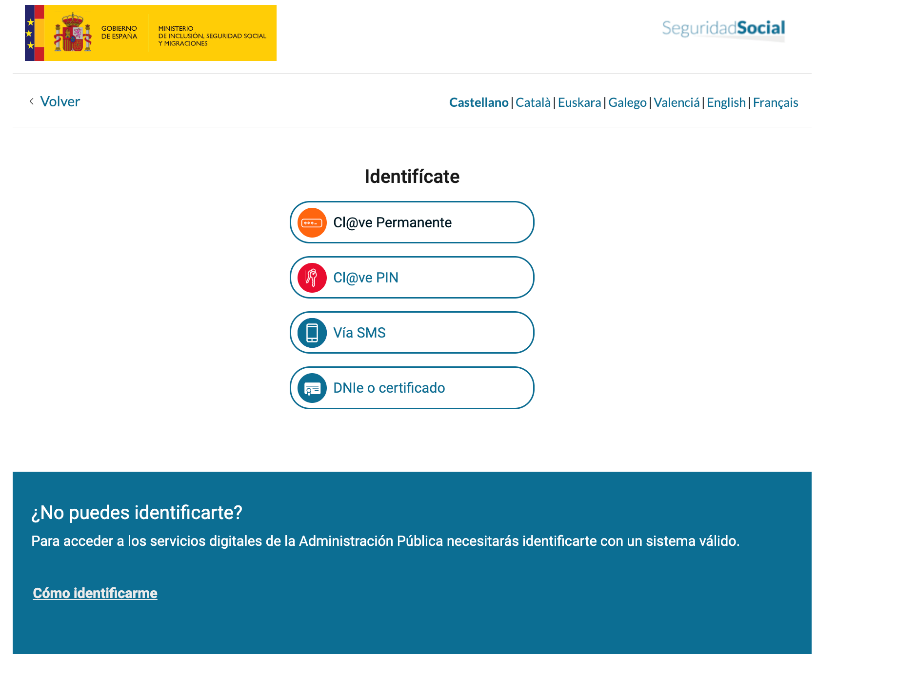 GOBIERNO
DE ESPAÑA
MINISTERIO
DE INCLUSIÓN, SEGURIDAD SOCIAL
Y MIGRACIONES
SeguridadSocial
‹ Volver
Castellano | Català | Euskara | Galego | Valenciá | English | Français
Identifícate
Cl@ve Permanente
Cl@ve PIN
Vía SMS
DNIe o certificado
¿No puedes identificarte?
Para acceder a los servicios digitales de la Administración Pública necesitarás identificarte con un sistema válido.
Cómo identificarme